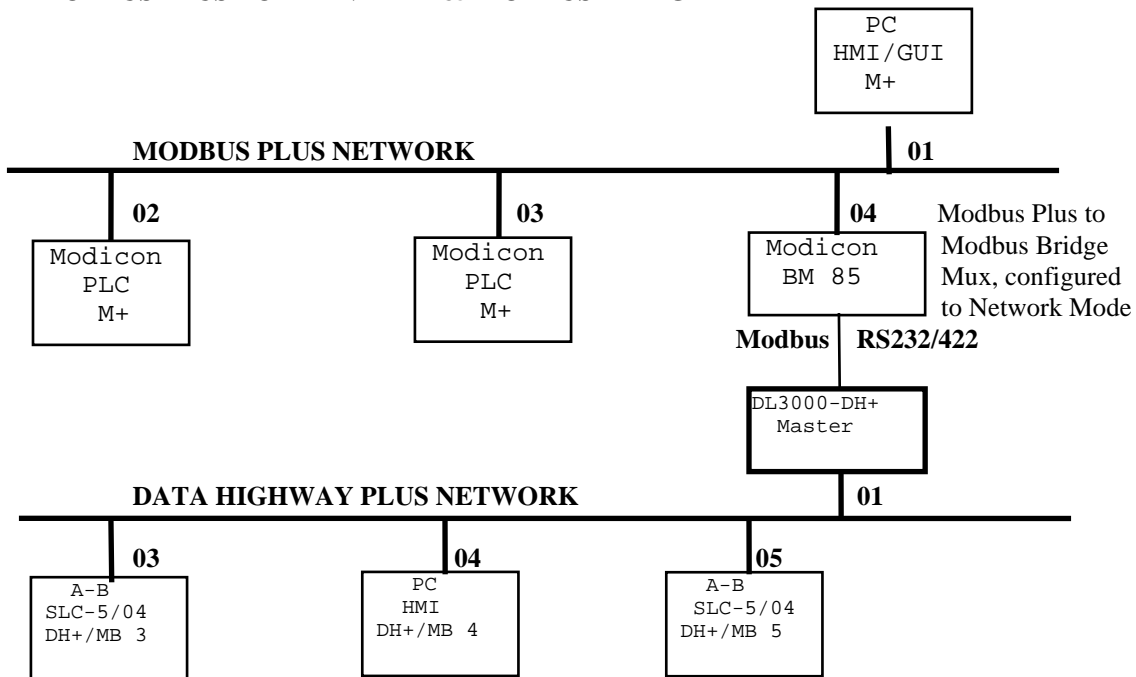 PC
HMI/GUI
M+
MODBUS PLUS NETWORK
01
02
03
04
Modbus Plus to
Modbus Bridge
Mux, configured
to Network Mode
Modicon
PLC
M+
Modicon
PLC
M+
Modicon
BM 85
Modbus RS232/422
DL3000-DH+
Master
DATA HIGHWAY PLUS NETWORK
01
03
04
05
A-B
SLC-5/04
DH+/MB 3
PC
HMI
DH+/MB 4
A-B
SLC-5/04
DH+/MB 5